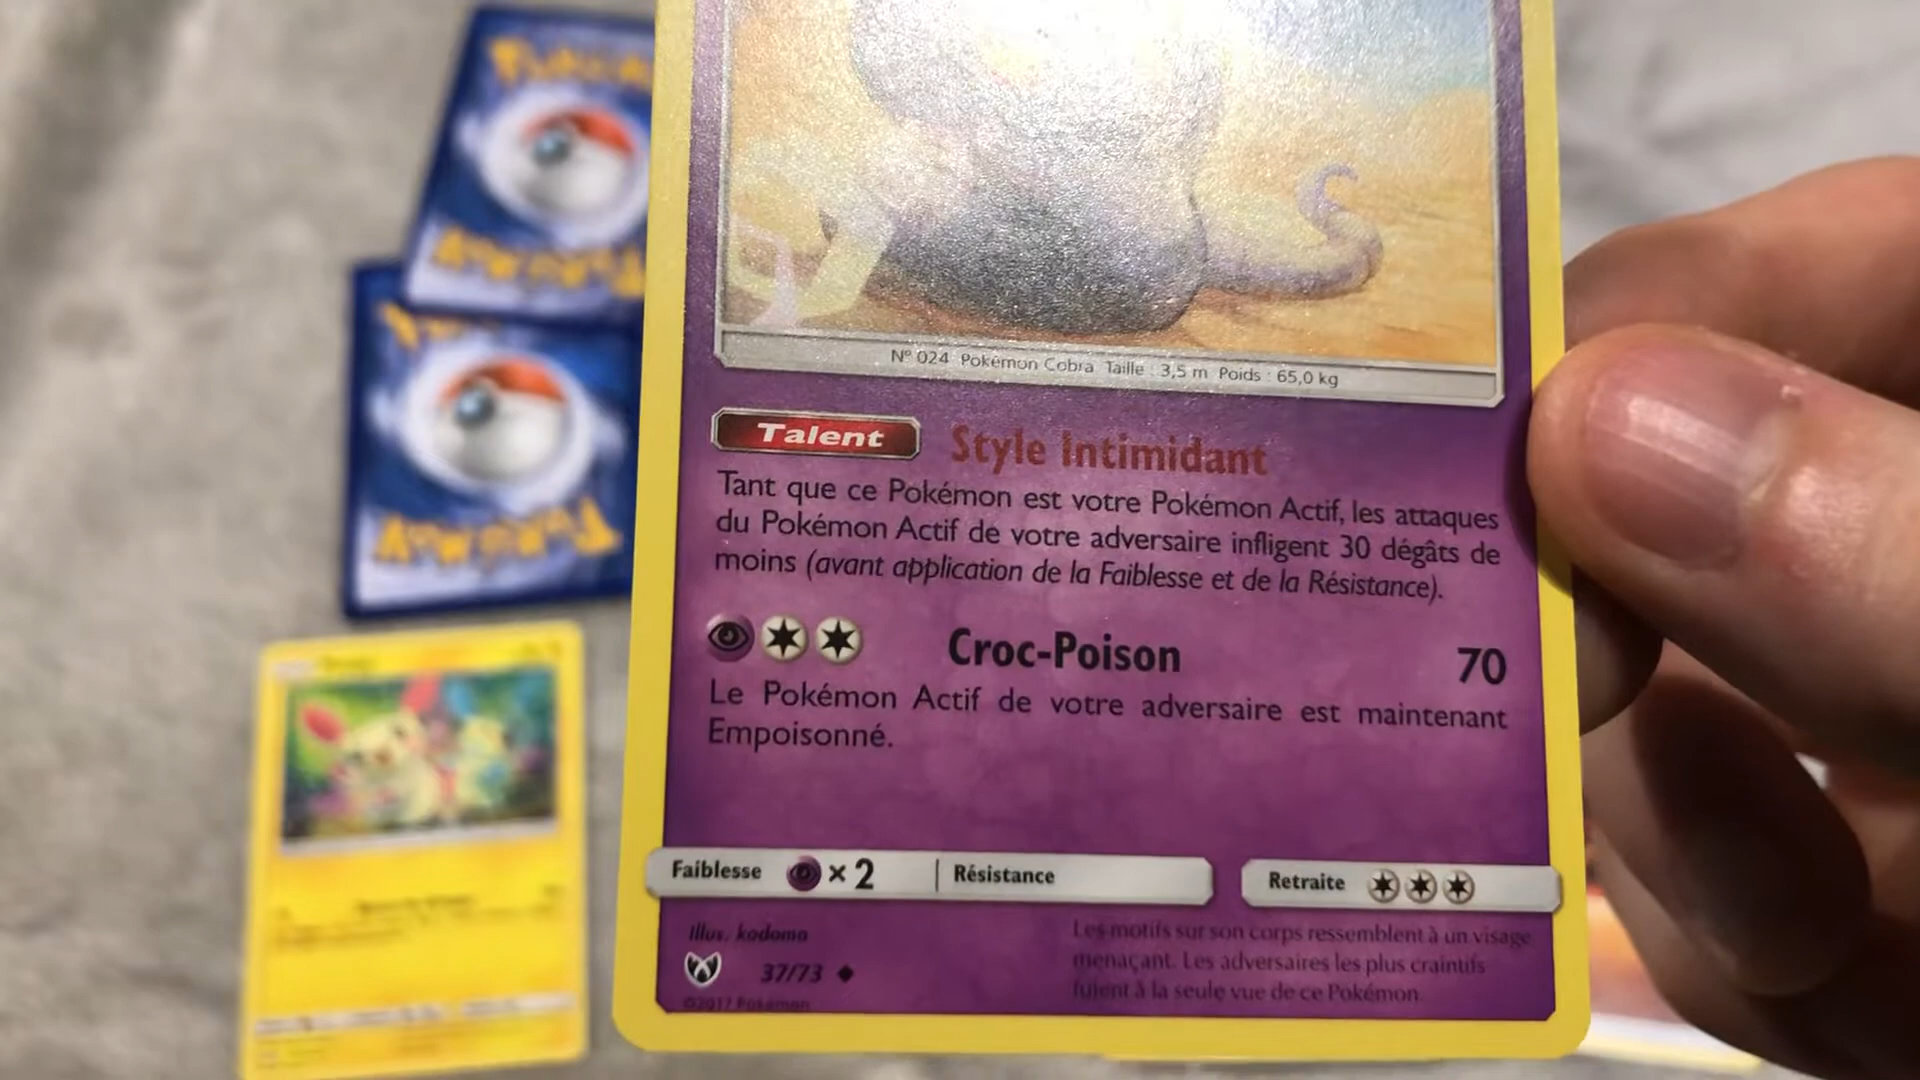 Nº 024 Pokémon Cobra Taille : 3,5 m Poids : 65,0 kg
Talent Style Intimidant
Tant que ce Pokémon est votre Pokémon Actif, les attaques
du Pokémon Actif de votre adversaire infligent 30 dégâts de
moins (avant application de la Faiblesse et de la Résistance).
Croc-Poison 70
Le Pokémon Actif de votre adversaire est maintenant
Empoisonné.
Faiblesse × 2 Résistance Retraite
Illus. kodama
37/73
©2017 Pokémon
Les motifs sur son corps ressemblent à un visage
menaçant. Les adversaires les plus craintifs
fuient à la seule vue de ce Pokémon.